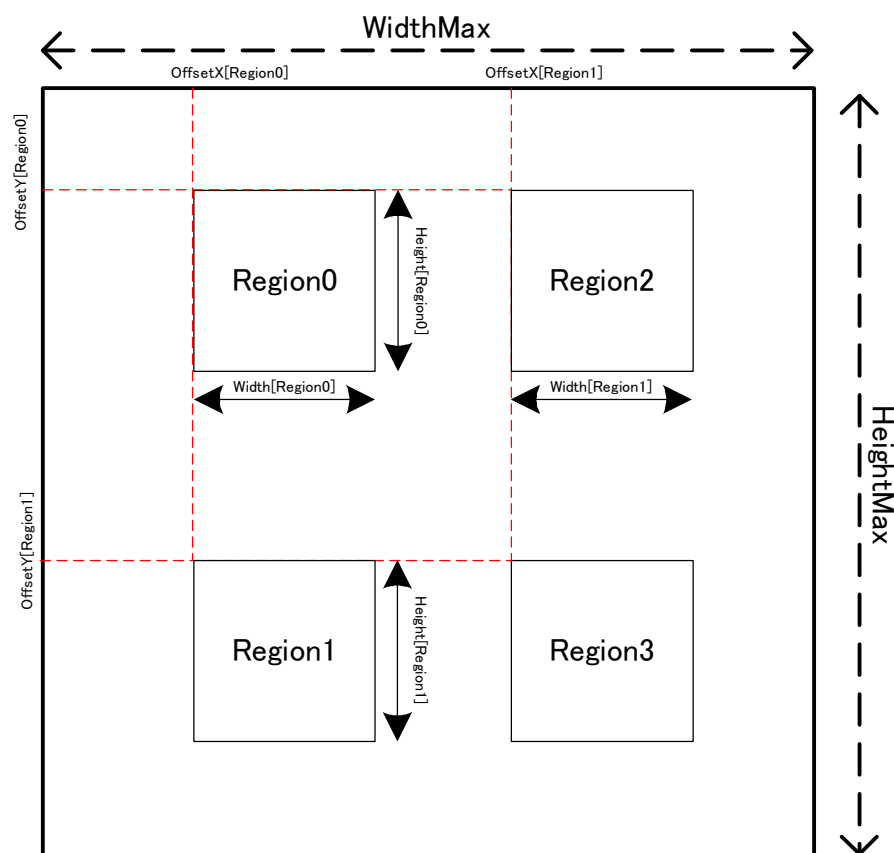 WidthMax
OffsetX[Region0]
OffsetX[Region1]
OffsetY[Region0]
Region0
Height[Region0]
Region2
Width[Region0]
Width[Region1]
HeightMax
OffsetY[Region1]
Region1
Height[Region1]
Region3